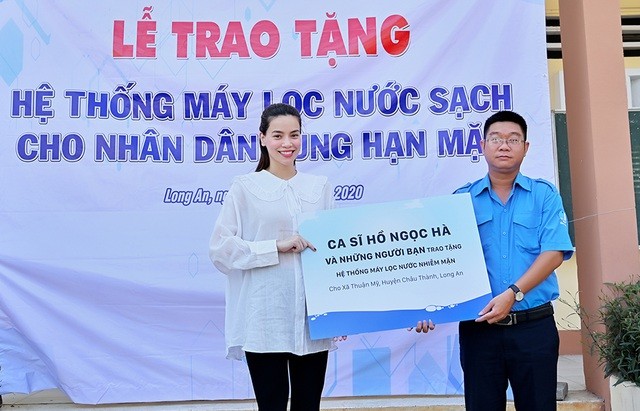 LỄ TRAO TẶNG
HỆ THỐNG MÁY LỌC NƯỚC SẠCH
CHO NHÂN DÂN HẠN
Long An, 2020
CA SĨ HỒ NGỌC HÀ
VÀ NHỮNG NGƯỜI BẠN TRAO TẶNG
HỆ THỐNG MÁY LỌC NƯỚC NHIỄM MẶN
Cho Xã Thuận Mỹ, Huyện Châu Thành, Long An